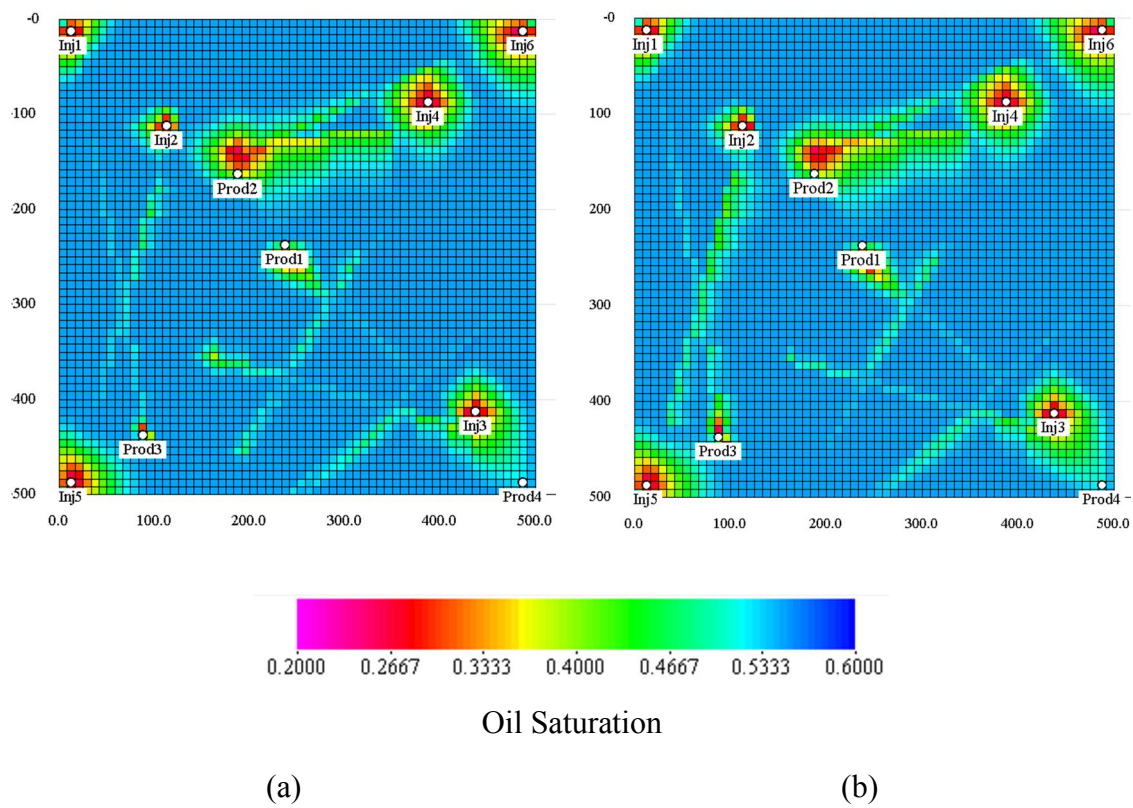 -0
Inj1
Inj6
-100
Inj2
Inj4
Prod2
-200
Prod1
-300
-400
Inj3
Prod3
-500
Inj5
Prod4
0.0 100.0 200.0 300.0 400.0 500.0
-0
Inj1
Inj6
100
Inj2
Inj4
Prod2
200
Prod1
300
400
Inj3
Prod3
500
Inj5
Prod4
0.0 100.0 200.0 300.0 400.0 500.0
0.2000 0.2667 0.3333 0.4000 0.4667 0.5333 0.6000
Oil Saturation
(a) (b)